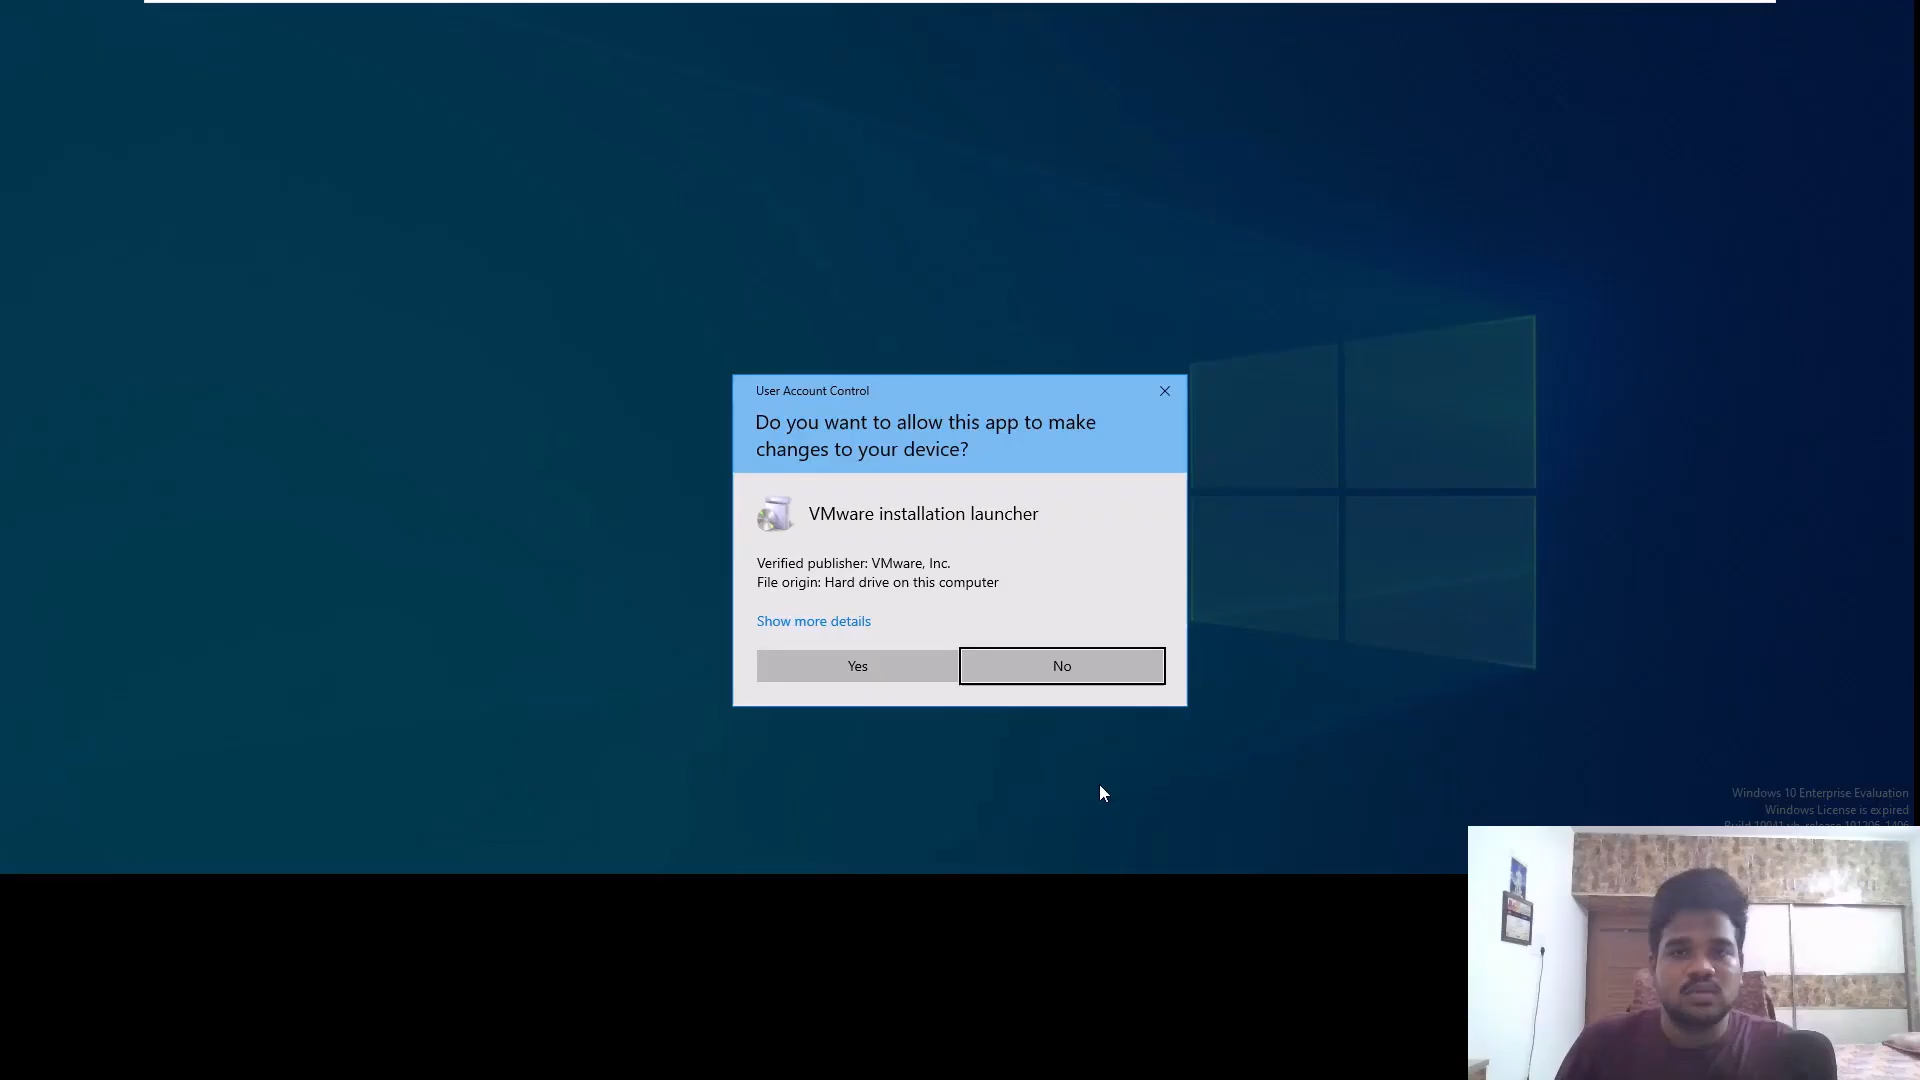 User Account Control
Do you want to allow this app to make
changes to your device?
VMware installation launcher
Verified publisher: VMware, Inc.
File origin: Hard drive on this computer
Show more details
Yes
No
Windows 10 Enterprise Evaluation
Windows License is expired